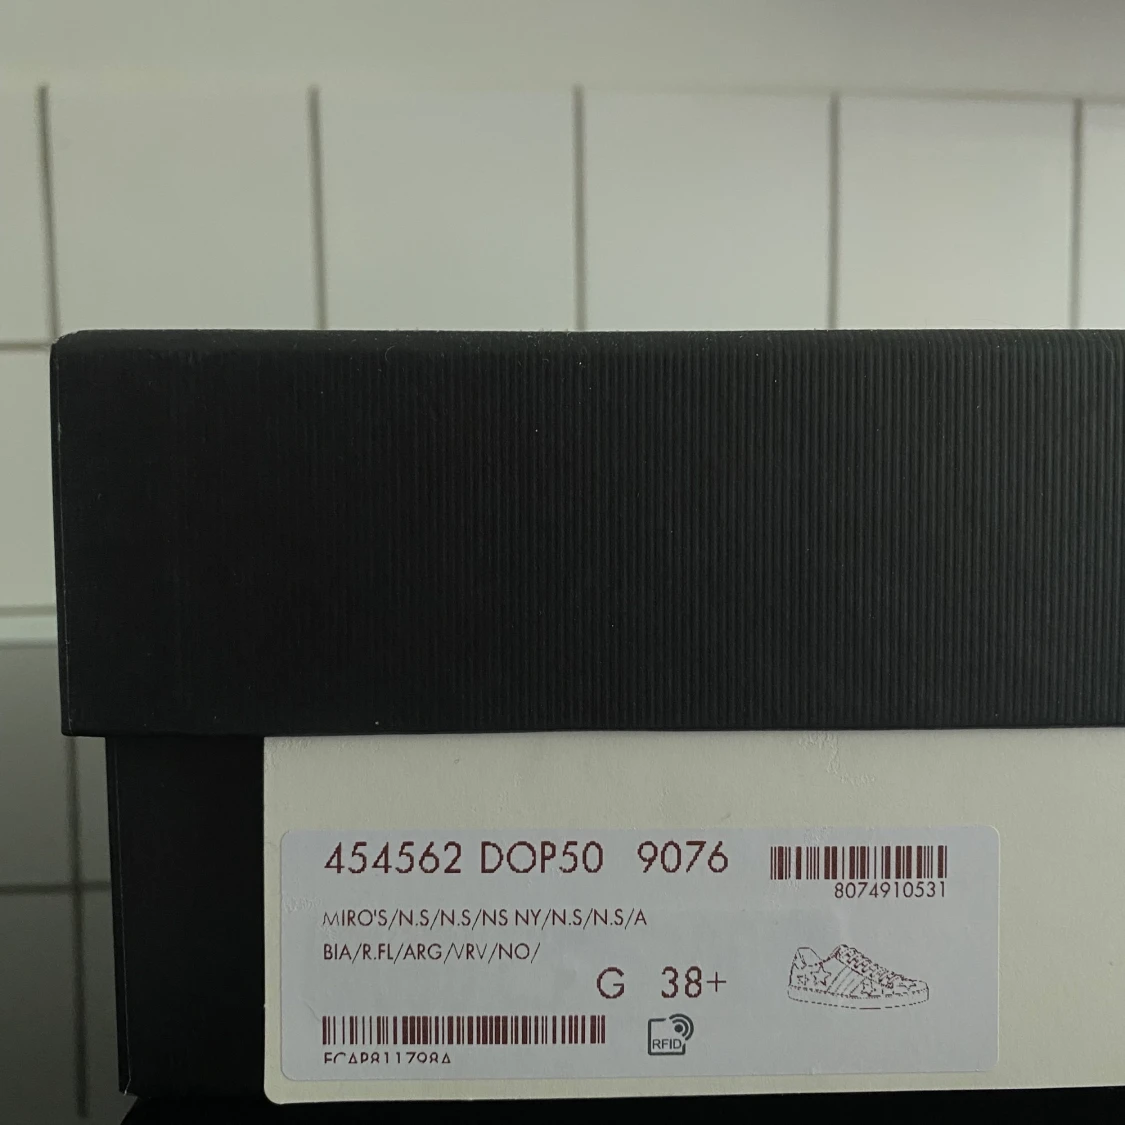 454562 DOP50 9076
8074910531
MIRO'S/N.S/N.S/NS NY/N.S/N.S/A
BIA/R.FL/ARG/VRV/NO/
G 38+
RFID